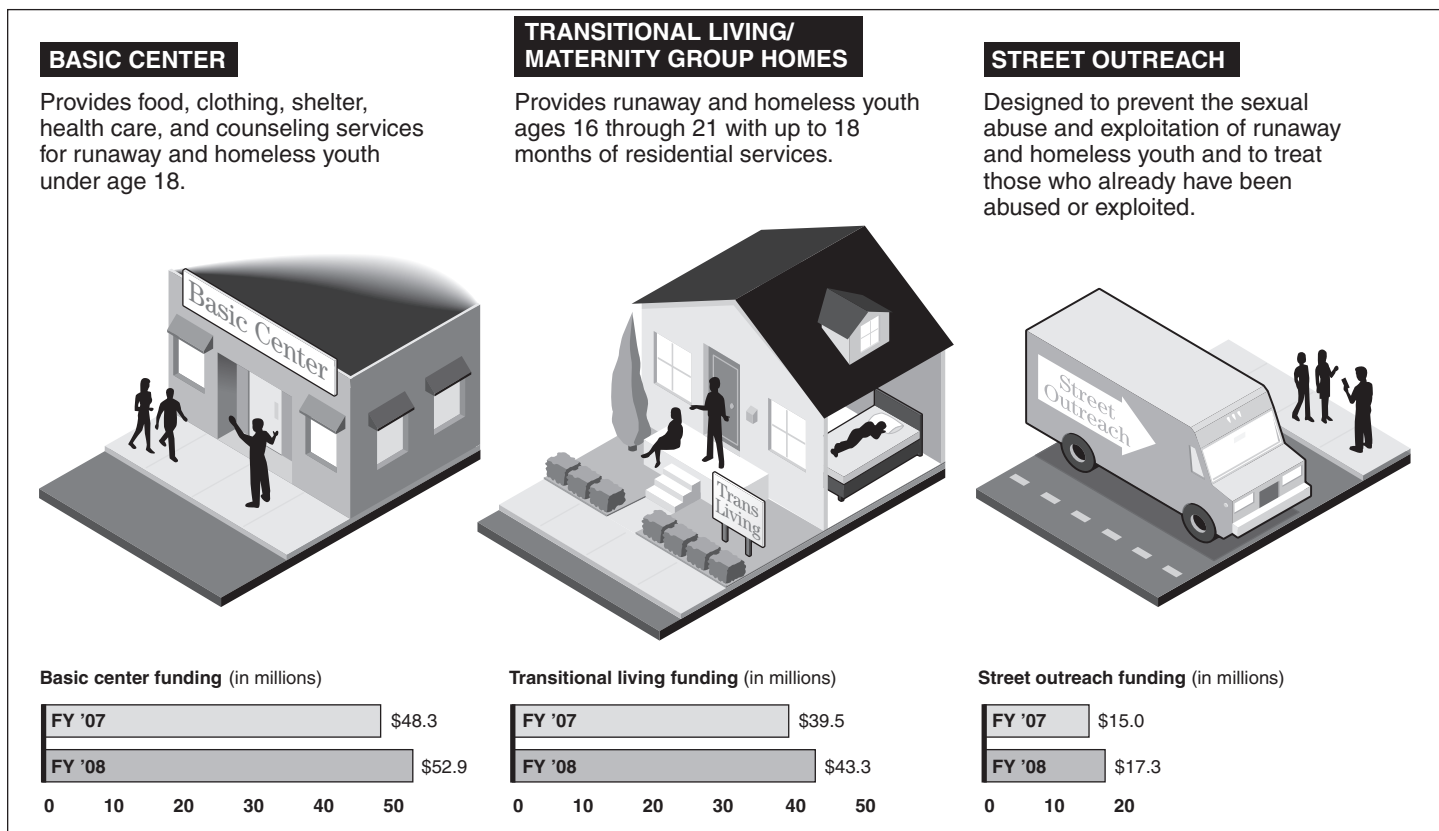 BASIC CENTER
Provides food, clothing, shelter,
health care, and counseling services
for runaway and homeless youth
under age 18.
Basic Center
Basic center funding (in millions)
FY ’07 $48.3
FY ’08 $52.9
0 10 20 30 40 50
TRANSITIONAL LIVING/
MATERNITY GROUP HOMES
Provides runaway and homeless youth
ages 16 through 21 with up to 18
months of residential services.
Trans
Living
Transitional living funding (in millions)
FY ’07 $39.5
FY ’08 $43.3
0 10 20 30 40 50
STREET OUTREACH
Designed to prevent the sexual
abuse and exploitation of runaway
and homeless youth and to treat
those who already have been
abused or exploited.
Street
Outreach
Street outreach funding (in millions)
FY ’07 $15.0
FY ’08 $17.3
0 10 20